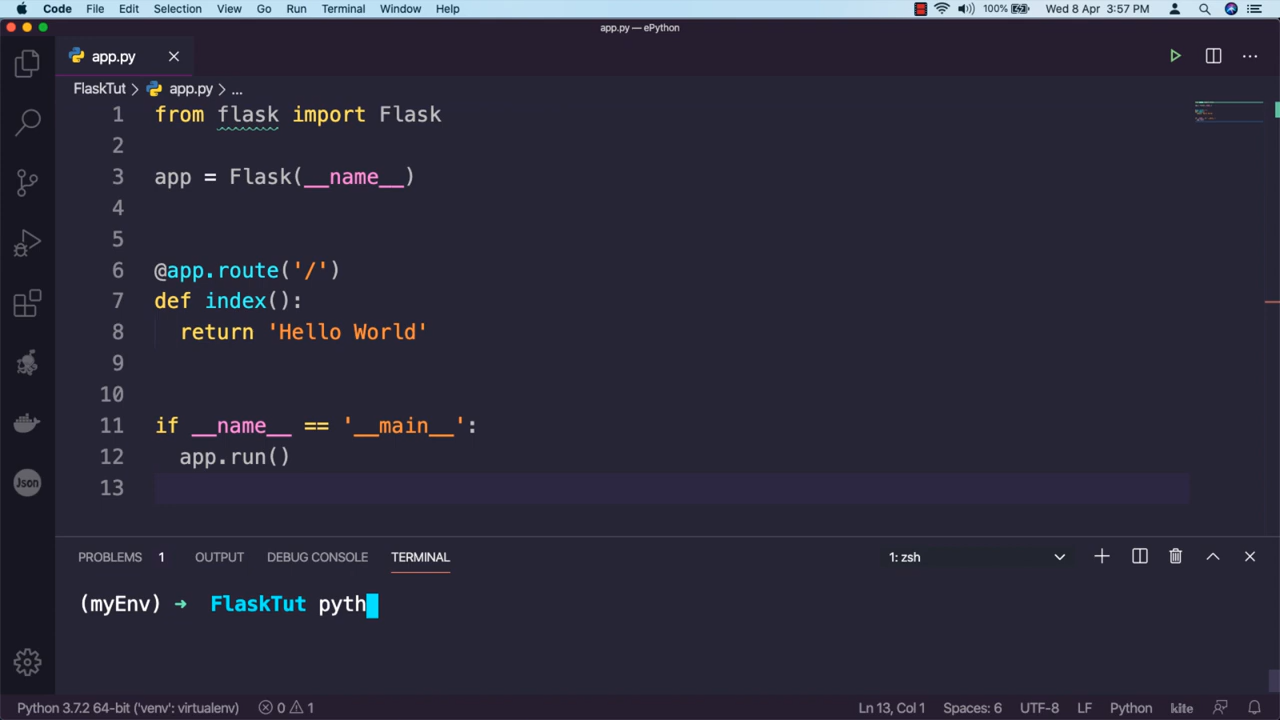 Code File Edit Selection View Go Run Terminal Window Help 100% Wed 8 Apr 3:57 PM
app.py — ePython
app.py
FlaskTut > app.py > ...
1 from flask import Flask
2
3 app = Flask(__name__)
4
5
6 @app.route('/')
7 def index():
8 return 'Hello World'
9
10
11 if __name__ == '__main__':
12 app.run()
13
Json
PROBLEMS 1 OUTPUT DEBUG CONSOLE TERMINAL 1: zsh
(myEnv) ➜ FlaskTut pyth
Python 3.7.2 64-bit ('venv': virtualenv) 0 1 Ln 13, Col 1 Spaces: 6 UTF-8 LF Python kite